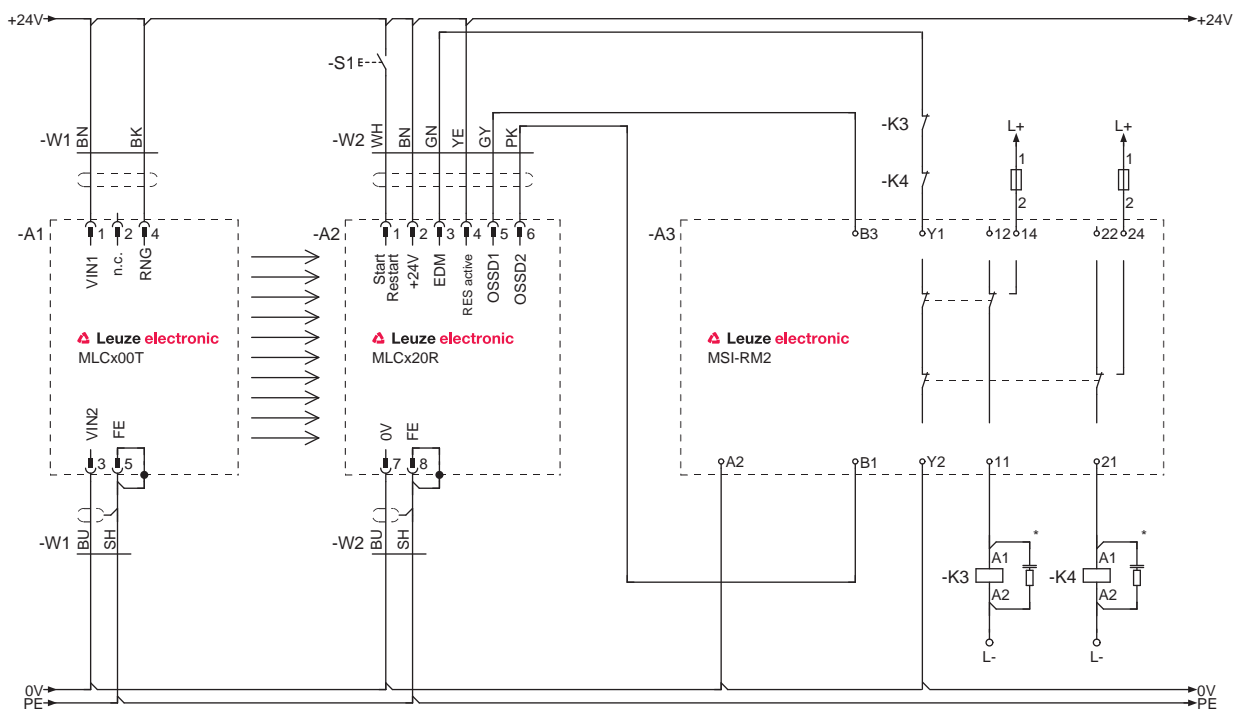 +24V +24V
-S1
-K3
L+ L+
-W1 BN BK -W2 WH BN GN YE GY PK
1 1
-K4
2 2
-A1 1 2 4 -A2 1 2 3 4 5 6 -A3 B3 Y1 12 14 22 24
VIN1 n.c. RNG Start Restart +24V EDM RES active OSSD1 OSSD2
Leuze electronic Leuze electronic Leuze electronic
MLCx00T MLCx20R MSI-RM2
VIN2 FE 0V FE
3 5 7 8 A2 B1 Y2 11 21
-W1 BU SH -W2 BU SH
* *
-K3 A1 -K4 A1
A2 A2
L- L-
0V 0V
PE PE